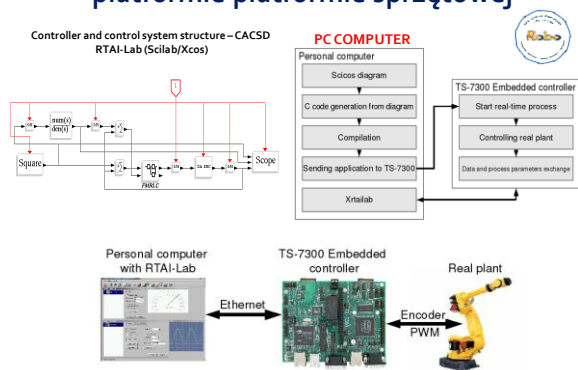 platformie platformie sprzętowej
Robo
Controller and control system structure – CACSD
RTAI-Lab (Scilab/Xcos)
PC COMPUTER
Personal computer
Scicos diagram
C code generation from diagram
Compilation
Sending application to TS-7300
Xrtailab
TS-7300 Embedded controller
Start real-time process
Controlling real plant
Data and process parameters exchange
1
num(s)
den(s)
Square
Scope
FMRLC
Personal computer
with RTAI-Lab
Ethernet
TS-7300 Embedded
controller
Encoder
PWM
Real plant